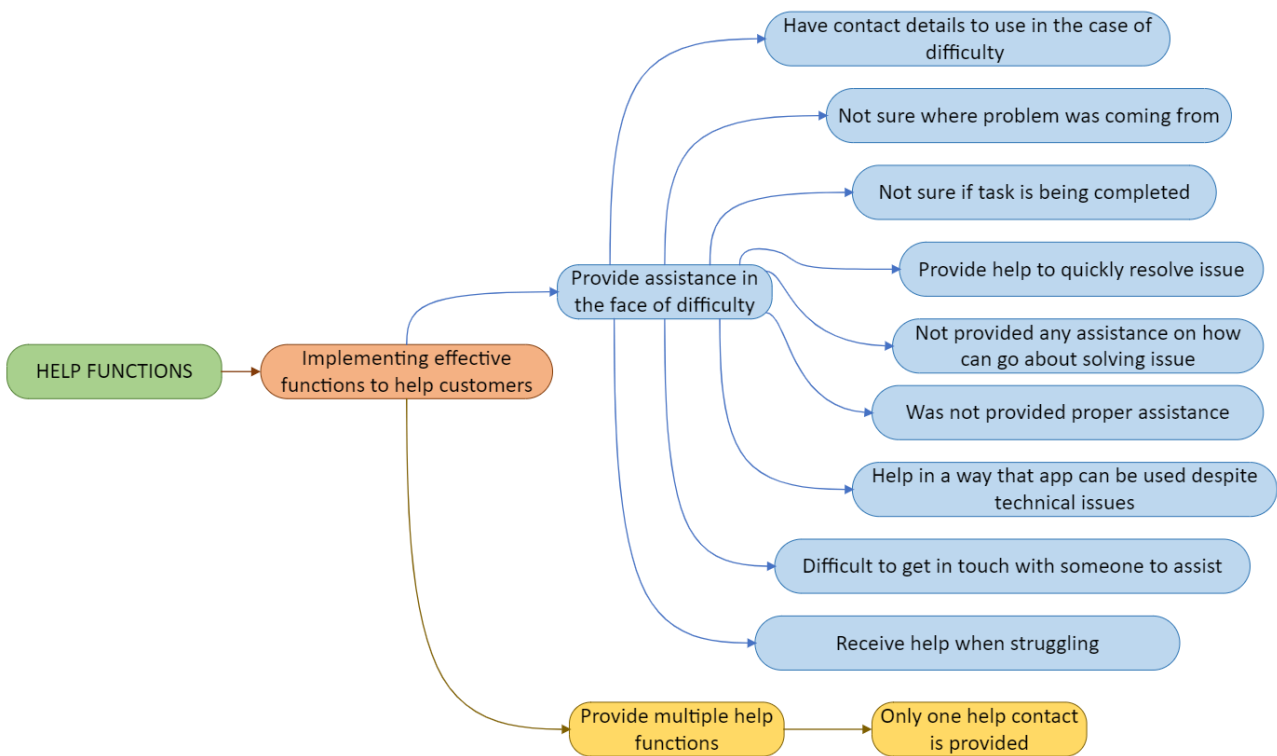 Have contact details to use in the case of
difficulty
Not sure where problem was coming from
Not sure if task is being completed
Provide assistance in
the face of difficulty
Provide help to quickly resolve issue
Not provided any assistance on how
can go about solving issue
HELP FUNCTIONS
Implementing effective
functions to help customers
Was not provided proper assistance
Help in a way that app can be used despite
technical issues
Difficult to get in touch with someone to assist
Receive help when struggling
Provide multiple help
functions
Only one help contact
is provided